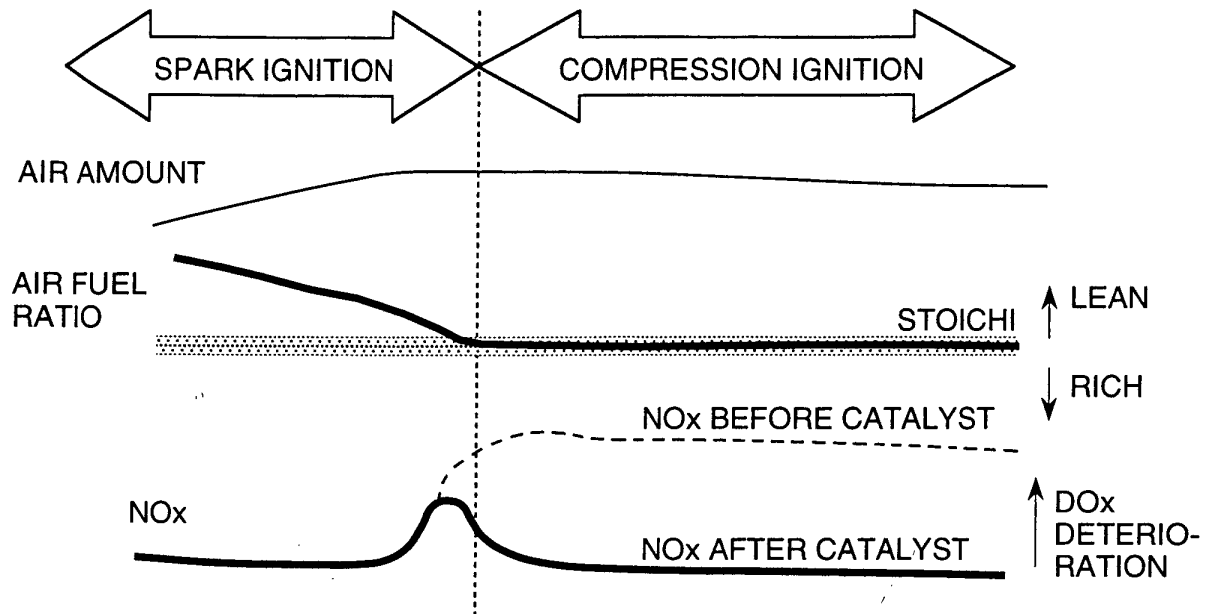 SPARK IGNITION
COMPRESSION IGNITION
AIR AMOUNT
AIR FUEL
RATIO
STOICHI
LEAN
RICH
NOx BEFORE CATALYST
NOx
NOx AFTER CATALYST
DOx
DETERIO-
RATION